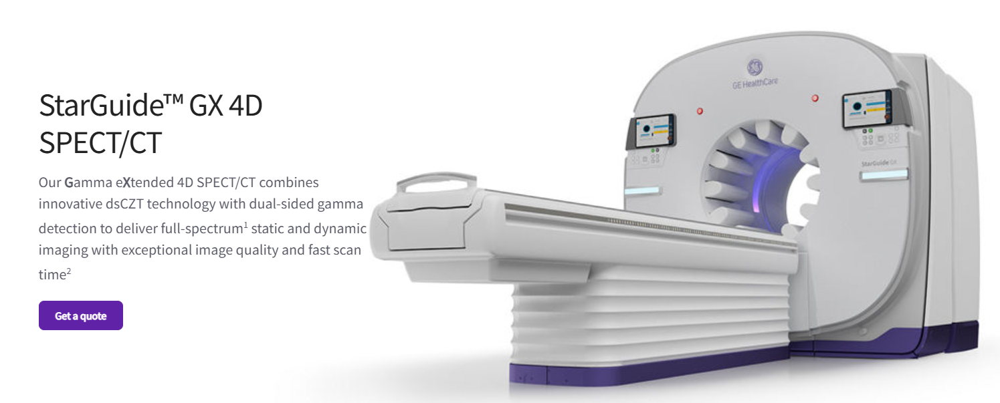 StarGuide™ GX 4D
SPECT/CT
Our Gamma eXtended 4D SPECT/CT combines
innovative dsCZT technology with dual-sided gamma
detection to deliver full-spectrum¹ static and dynamic
imaging with exceptional image quality and fast scan
time²
Get a quote
GE HealthCare
StarGuide GX